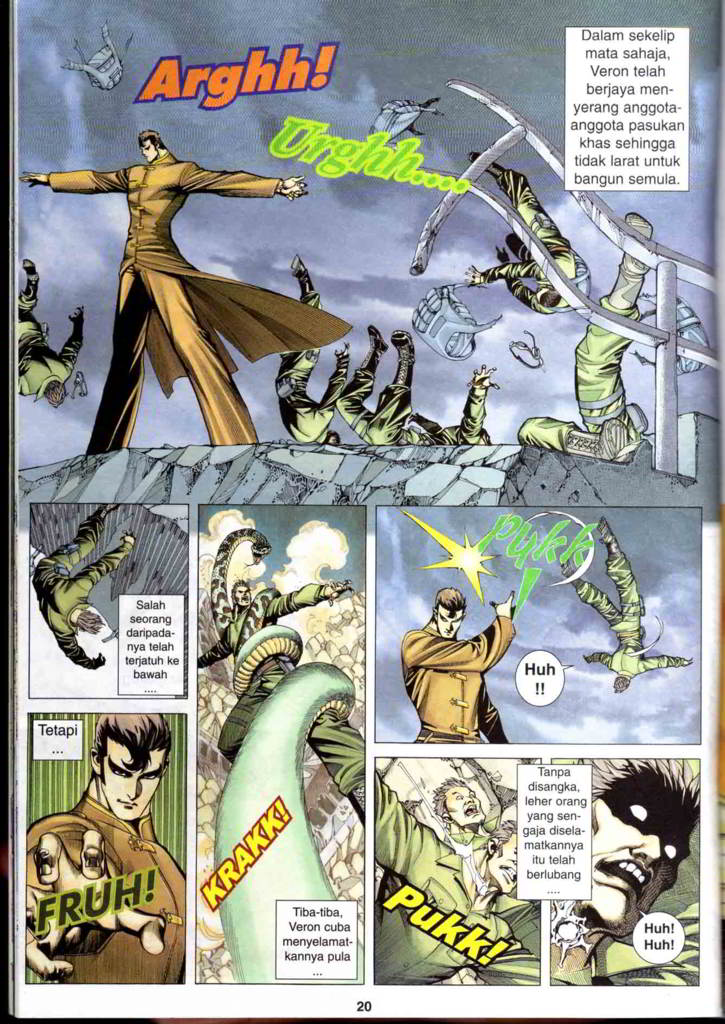 Arghh!
Urghh....
Dalam sekelip
mata sahaja,
Veron telah
berjaya men-
yerang anggota-
anggota pasukan
khas sehingga
tidak larat untuk
bangun semula.
Salah
seorang
daripada-
nya telah
terjatuh ke
bawah
....
Tetapi
...
FRUH!
KRAKK!
Tiba-tiba,
Veron cuba
menyelamat-
kannya pula
...
Pukk!
Huh
!!
Pukk!
Tanpa
disangka,
leher orang
yang sen-
gaja disela-
matkannya
itu telah
berlubang
....
Huh!
Huh!
20